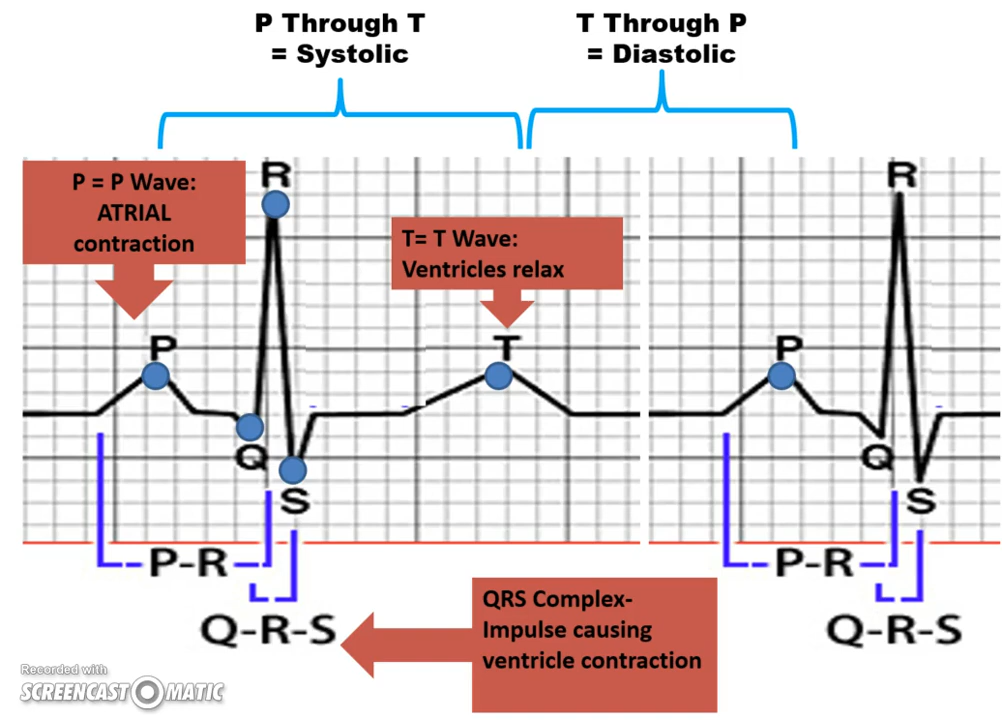 P Through T
= Systolic
T Through P
= Diastolic
P = P Wave:
ATRIAL
contraction
R
T= T Wave:
Ventricles relax
R
P
T
P
Q
S
Q
S
P-R
P-R
Q-R-S
Q-R-S
QRS Complex-
Impulse causing
ventricle contraction
Recorded with
SCREENCAST O MATIC